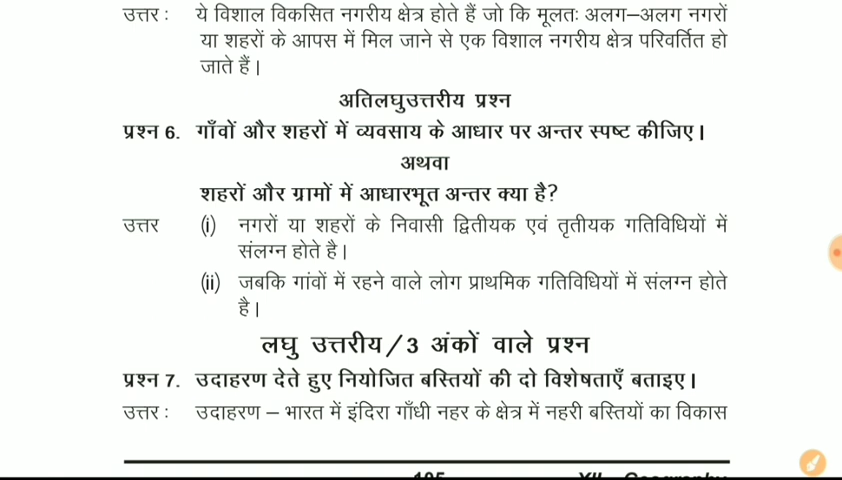 उत्तर : ये विशाल विकसित नगरीय क्षेत्र होते हैं जो कि मूलतः अलग–अलग नगरों
या शहरों के आपस में मिल जाने से एक विशाल नगरीय क्षेत्र परिवर्तित हो
जाते हैं।
अतिलघुउत्तरीय प्रश्न
प्रश्न 6. गाँवों और शहरों में व्यवसाय के आधार पर अन्तर स्पष्ट कीजिए।
अथवा
शहरों और ग्रामों में आधारभूत अन्तर क्या है?
उत्तर (i) नगरों या शहरों के निवासी द्वितीयक एवं तृतीयक गतिविधियों में
संलग्न होते है।
(ii) जबकि गांवों में रहने वाले लोग प्राथमिक गतिविधियों में संलग्न होते
है।
लघु उत्तरीय/3 अंकों वाले प्रश्न
प्रश्न 7. उदाहरण देते हुए नियोजित बस्तियों की दो विशेषताएँ बताइए।
उत्तर : उदाहरण – भारत में इंदिरा गाँधी नहर के क्षेत्र में नहरी बस्तियों का विकास